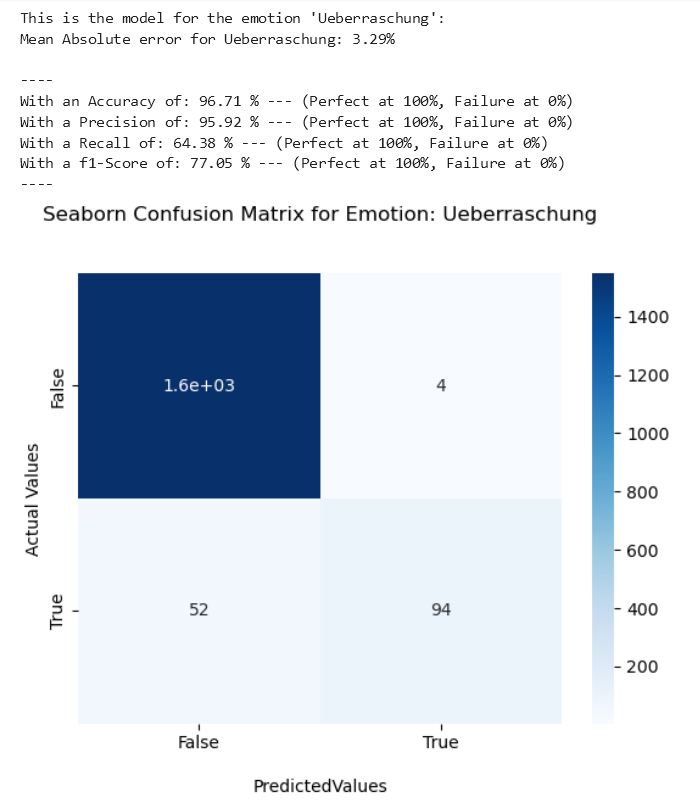 This is the model for the emotion 'Ueberraschung':
Mean Absolute error for Ueberraschung: 3.29%
----
With an Accuracy of: 96.71 % --- (Perfect at 100%, Failure at 0%)
With a Precision of: 95.92 % --- (Perfect at 100%, Failure at 0%)
With a Recall of: 64.38 % --- (Perfect at 100%, Failure at 0%)
With a f1-Score of: 77.05 % --- (Perfect at 100%, Failure at 0%)
----
Seaborn Confusion Matrix for Emotion: Ueberraschung
Actual Values
False
True
1.6e+03
4
52
94
False
True
PredictedValues
1400
1200
1000
800
600
400
200